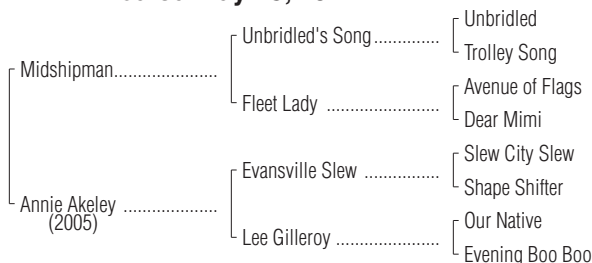 Unbridled
Unbridled's Song..............
Trolley Song
Midshipman......................
Avenue of Flags
Fleet Lady ........................
Dear Mimi
Slew City Slew
Evansville Slew ................
Shape Shifter
Annie Akeley ....................
(2005)
Our Native
Lee Gilleroy ......................
Evening Boo Boo